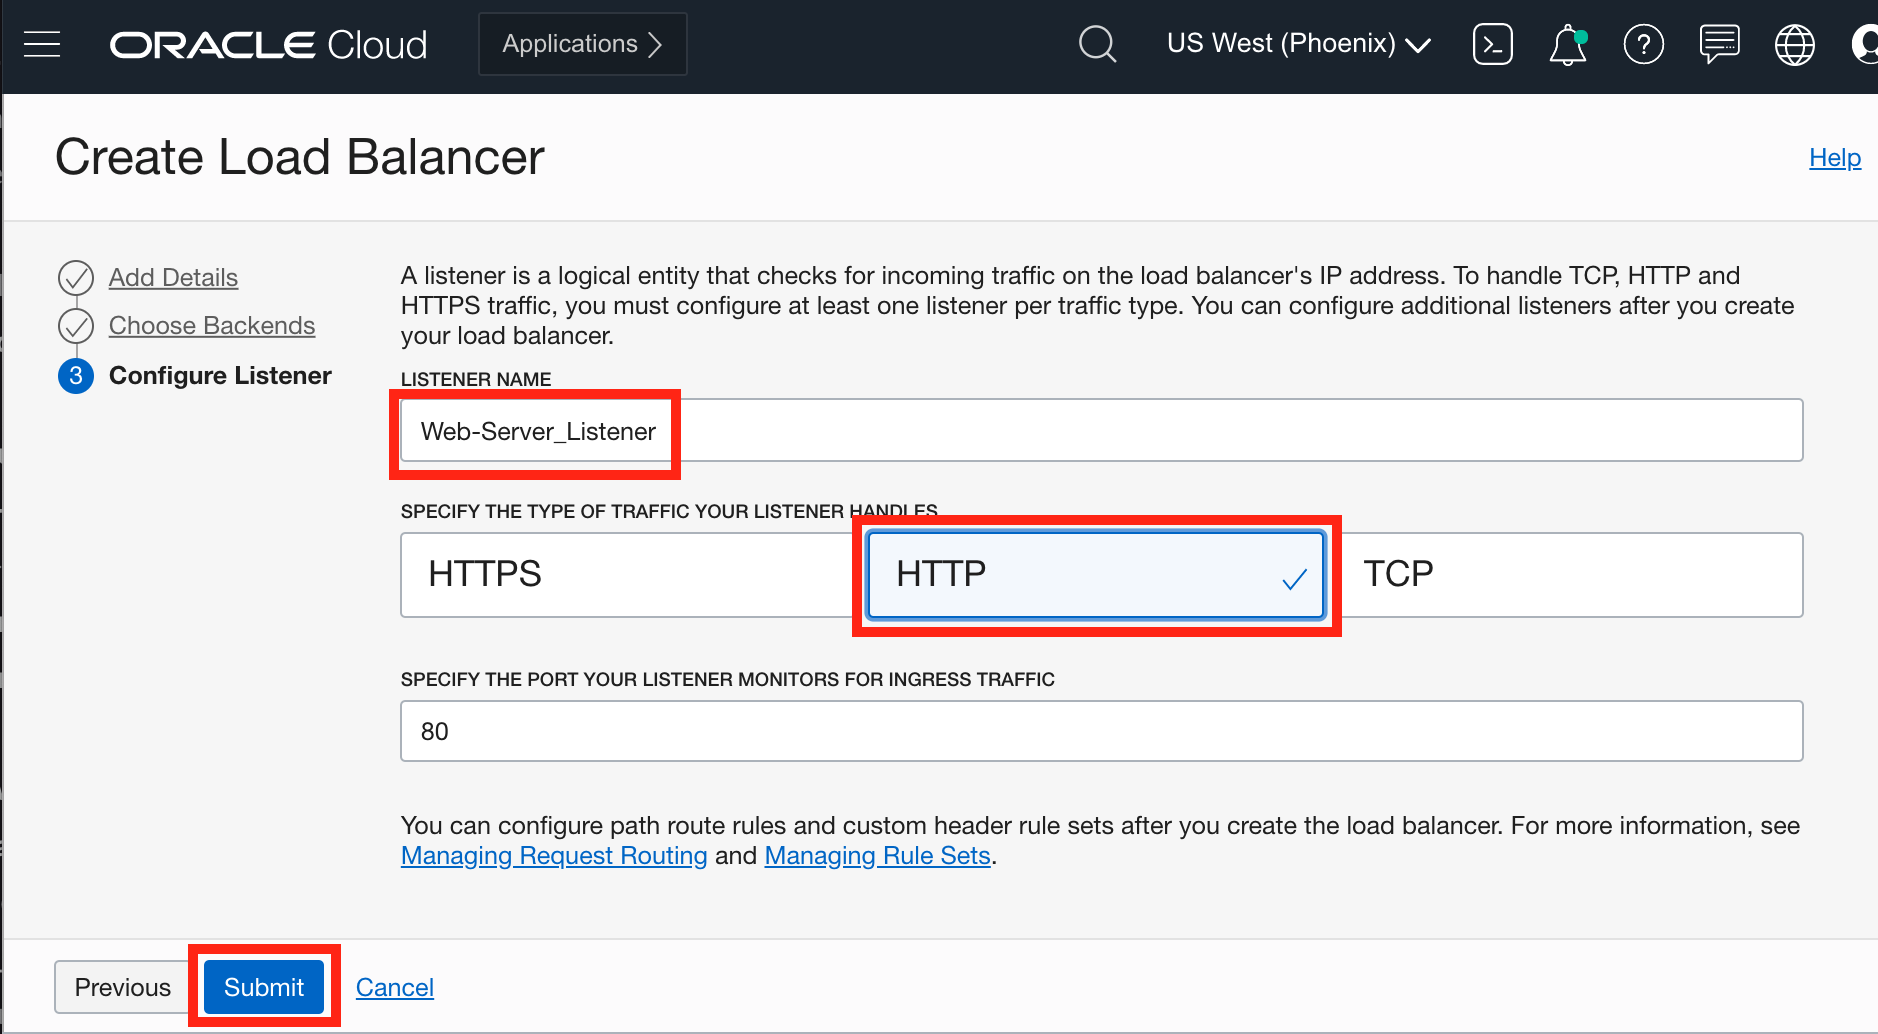 ORACLE Cloud
Applications
US West (Phoenix)
Create Load Balancer
Help
Add Details
Choose Backends
3 Configure Listener
A listener is a logical entity that checks for incoming traffic on the load balancer's IP address. To handle TCP, HTTP and
HTTPS traffic, you must configure at least one listener per traffic type. You can configure additional listeners after you create
your load balancer.
LISTENER NAME
Web-Server_Listener
SPECIFY THE TYPE OF TRAFFIC YOUR LISTENER HANDLES
HTTPS
HTTP
TCP
SPECIFY THE PORT YOUR LISTENER MONITORS FOR INGRESS TRAFFIC
80
You can configure path route rules and custom header rule sets after you create the load balancer. For more information, see
Managing Request Routing and Managing Rule Sets.
Previous
Submit
Cancel